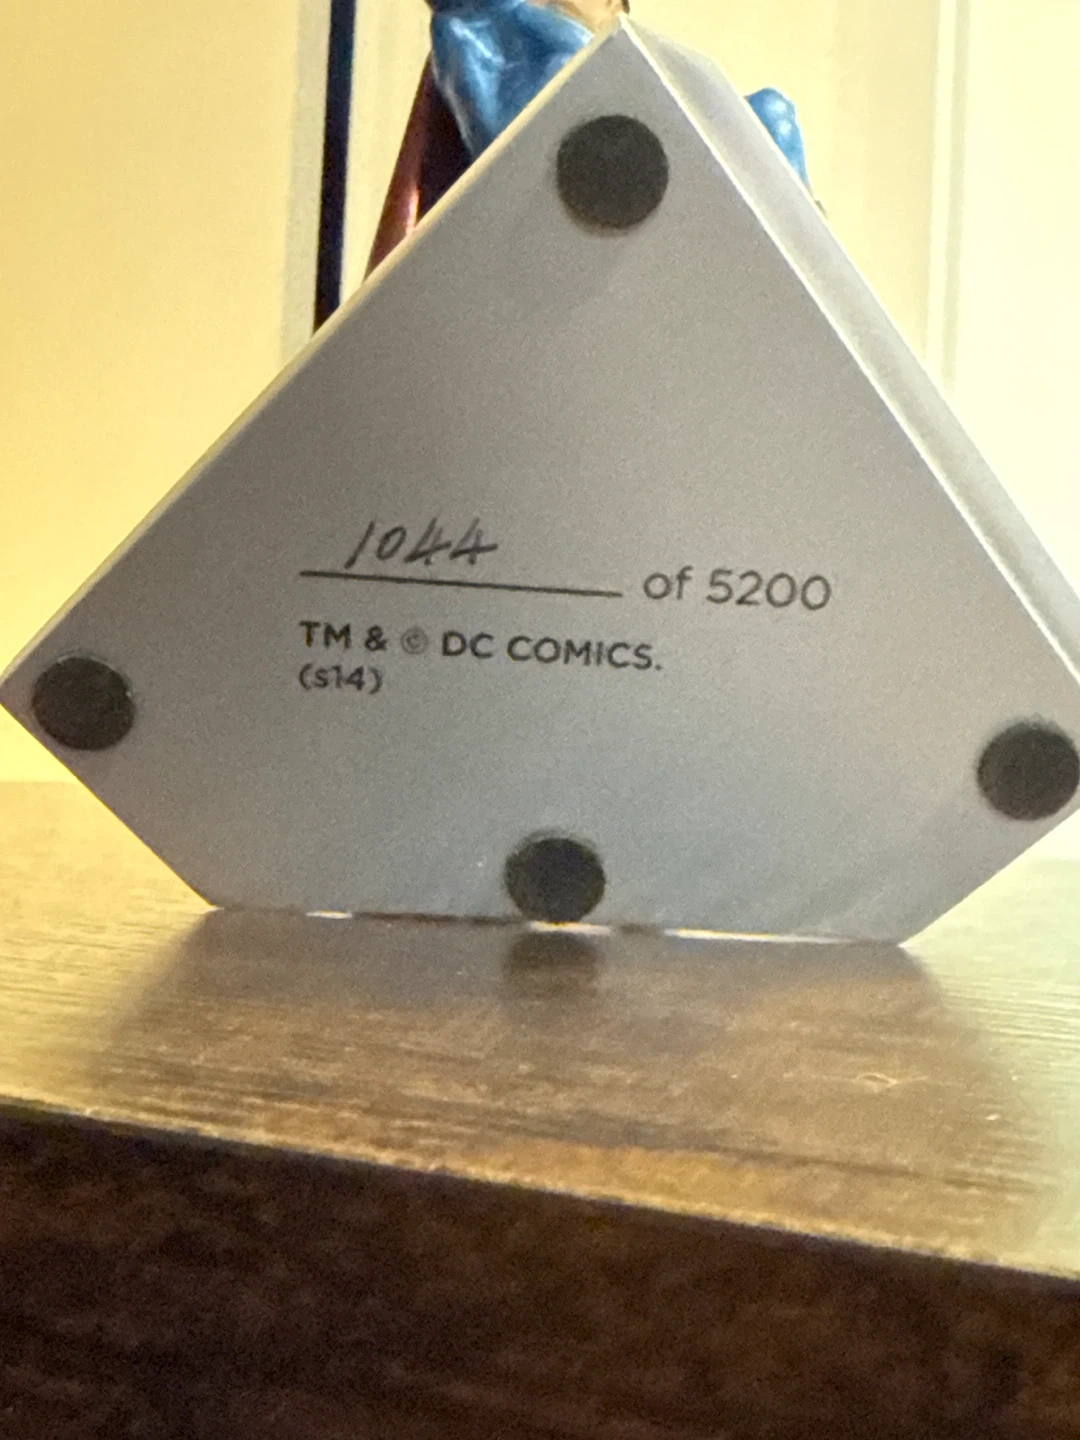 1044 of 5200
TM & © DC COMICS.
(s14)